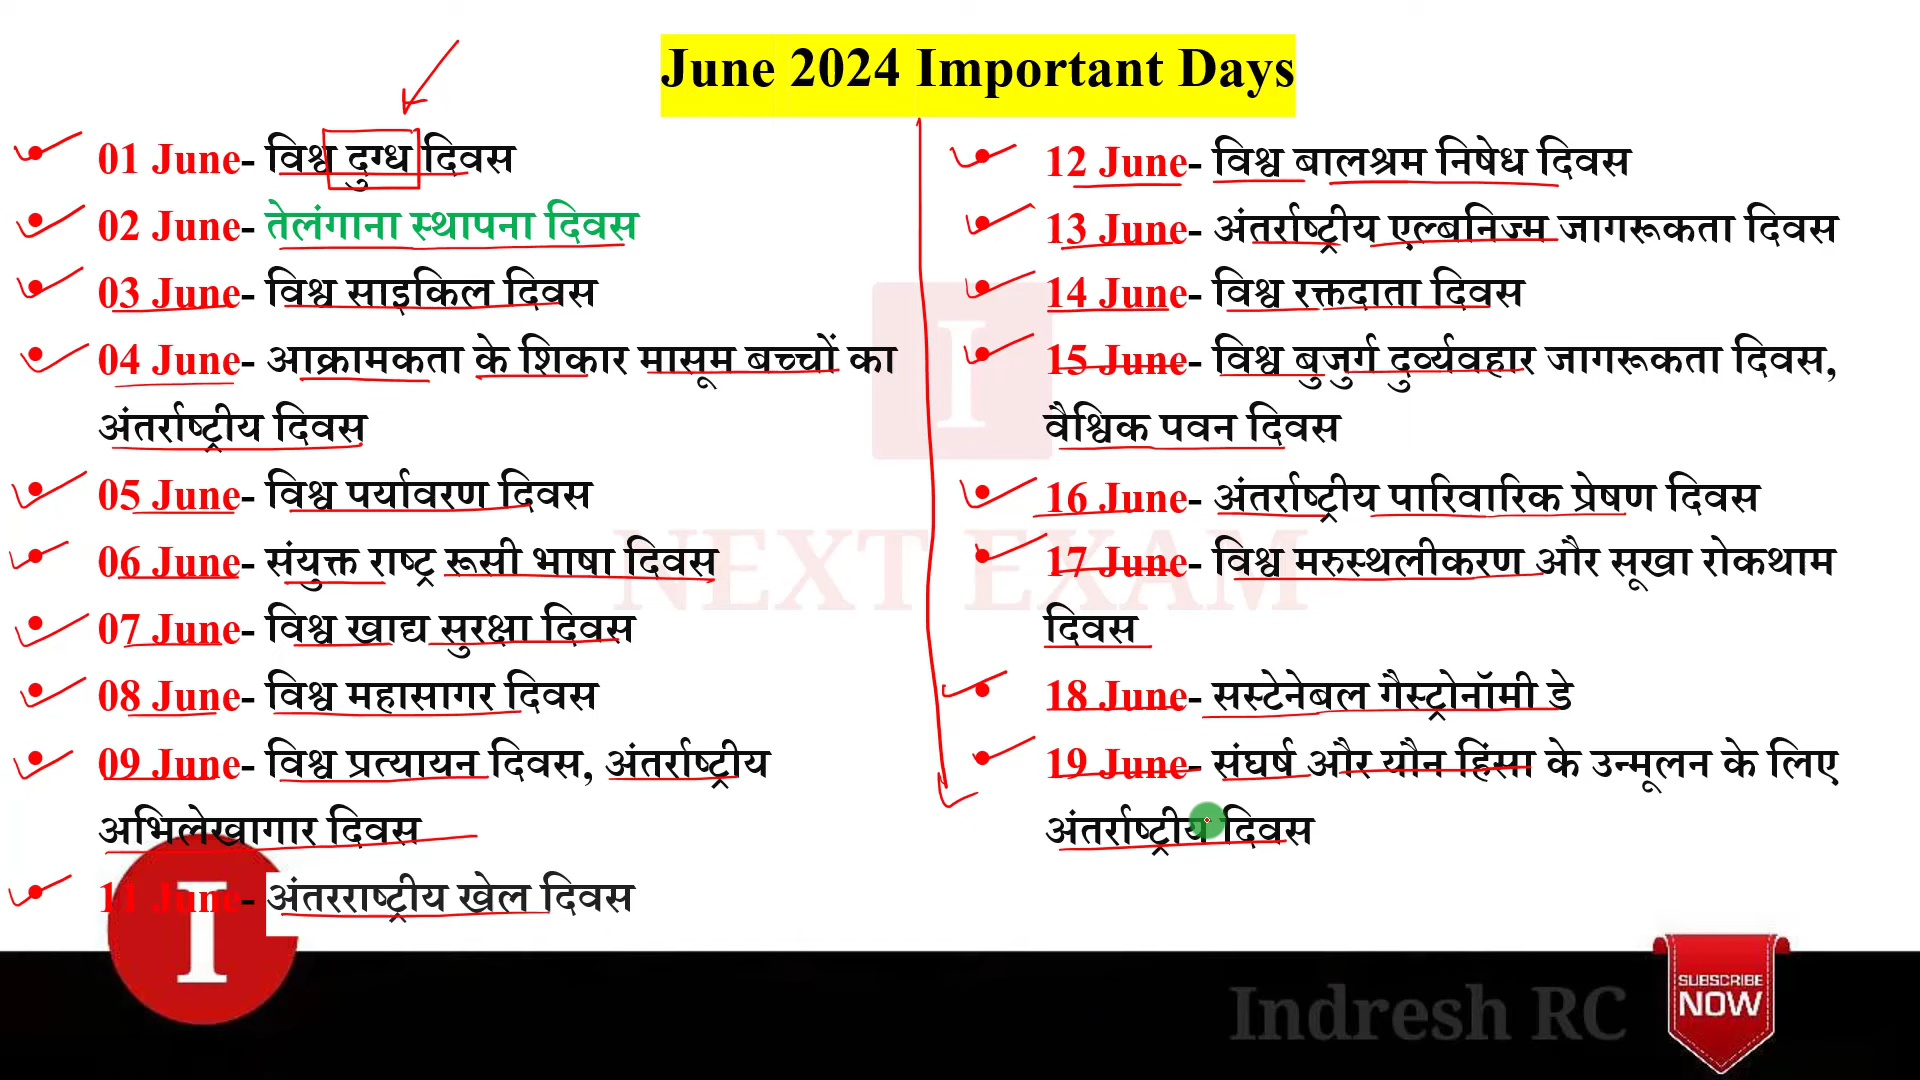 June 2024 Important Days
01 June- विश्व दुग्ध दिवस
02 June- तेलंगाना स्थापना दिवस
03 June- विश्व साइकिल दिवस
04 June- आक्रामकता के शिकार मासूम बच्चों का
अंतर्राष्ट्रीय दिवस
05 June- विश्व पर्यावरण दिवस
06 June- संयुक्त राष्ट्र रूसी भाषा दिवस
07 June- विश्व खाद्य सुरक्षा दिवस
08 June- विश्व महासागर दिवस
09 June- विश्व प्रत्यायन दिवस, अंतर्राष्ट्रीय
अभिलेखागार दिवस
11 June- अंतरराष्ट्रीय खेल दिवस
12 June- विश्व बालश्रम निषेध दिवस
13 June- अंतर्राष्ट्रीय एल्बनिज्म जागरूकता दिवस
14 June- विश्व रक्तदाता दिवस
15 June- विश्व बुजुर्ग दुर्व्यवहार जागरूकता दिवस,
वैश्विक पवन दिवस
16 June- अंतर्राष्ट्रीय पारिवारिक प्रेषण दिवस
17 June- विश्व मरुस्थलीकरण और सूखा रोकथाम
दिवस
18 June- सस्टेनेबल गैस्ट्रोनॉमी डे
19 June- संघर्ष और यौन हिंसा के उन्मूलन के लिए
अंतर्राष्ट्रीय दिवस
I
NEXT EXAM
I
Indresh RC
SUBSCRIBE
NOW